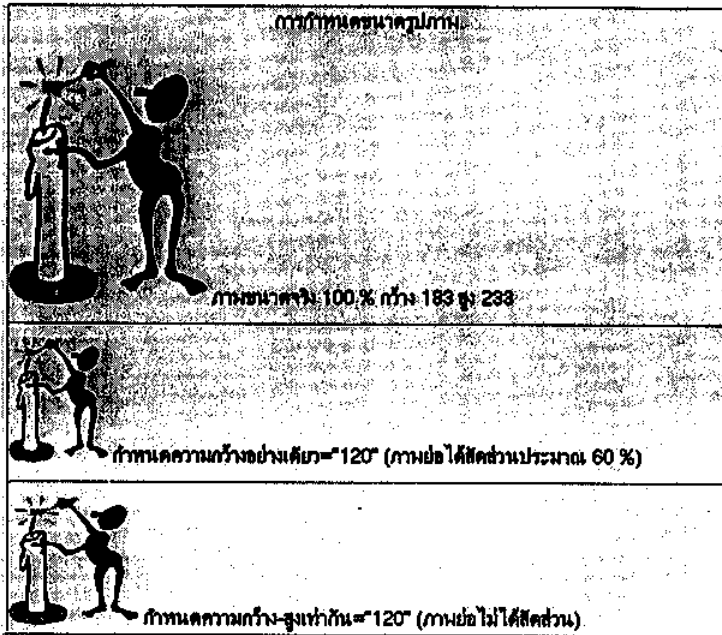 การกำหนดขนาดรูปภาพ
ภาพขนาดจริง 100 % กว้าง 183 สูง 233
กำหนดความกว้างอย่างเดียว="120" (ภาพย่อได้สัดส่วนประมาณ 60 %)
กำหนดความกว้าง-สูงเท่ากัน="120" (ภาพย่อไม่ได้สัดส่วน)